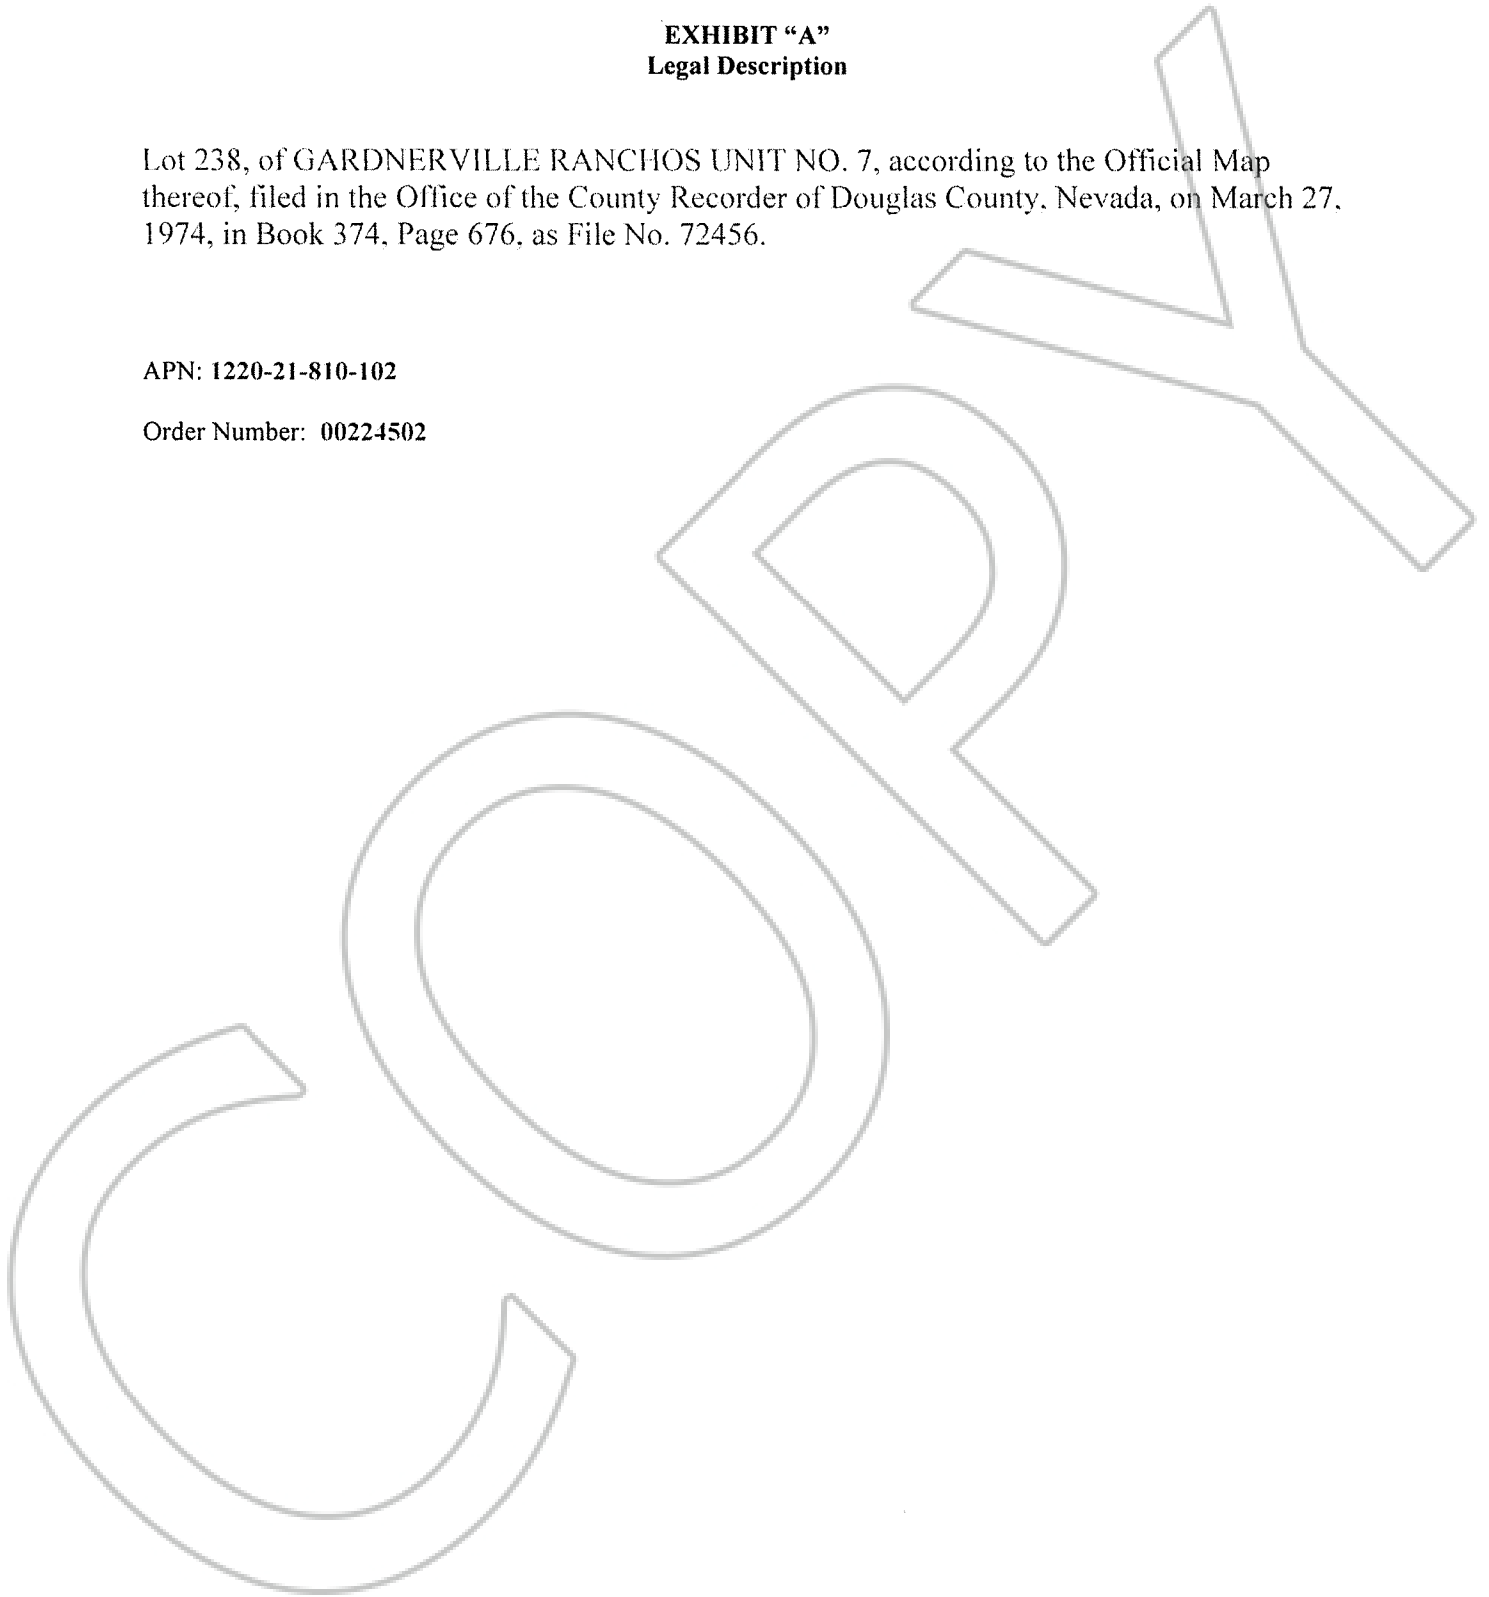 EXHIBIT “A”
Legal Description
Lot 238, of GARDNERVILLE RANCHOS UNIT NO. 7, according to the Official Map
thereof, filed in the Office of the County Recorder of Douglas County, Nevada, on March 27,
1974, in Book 374, Page 676, as File No. 72456.
APN: 1220-21-810-102
Order Number: 00224502
COPY